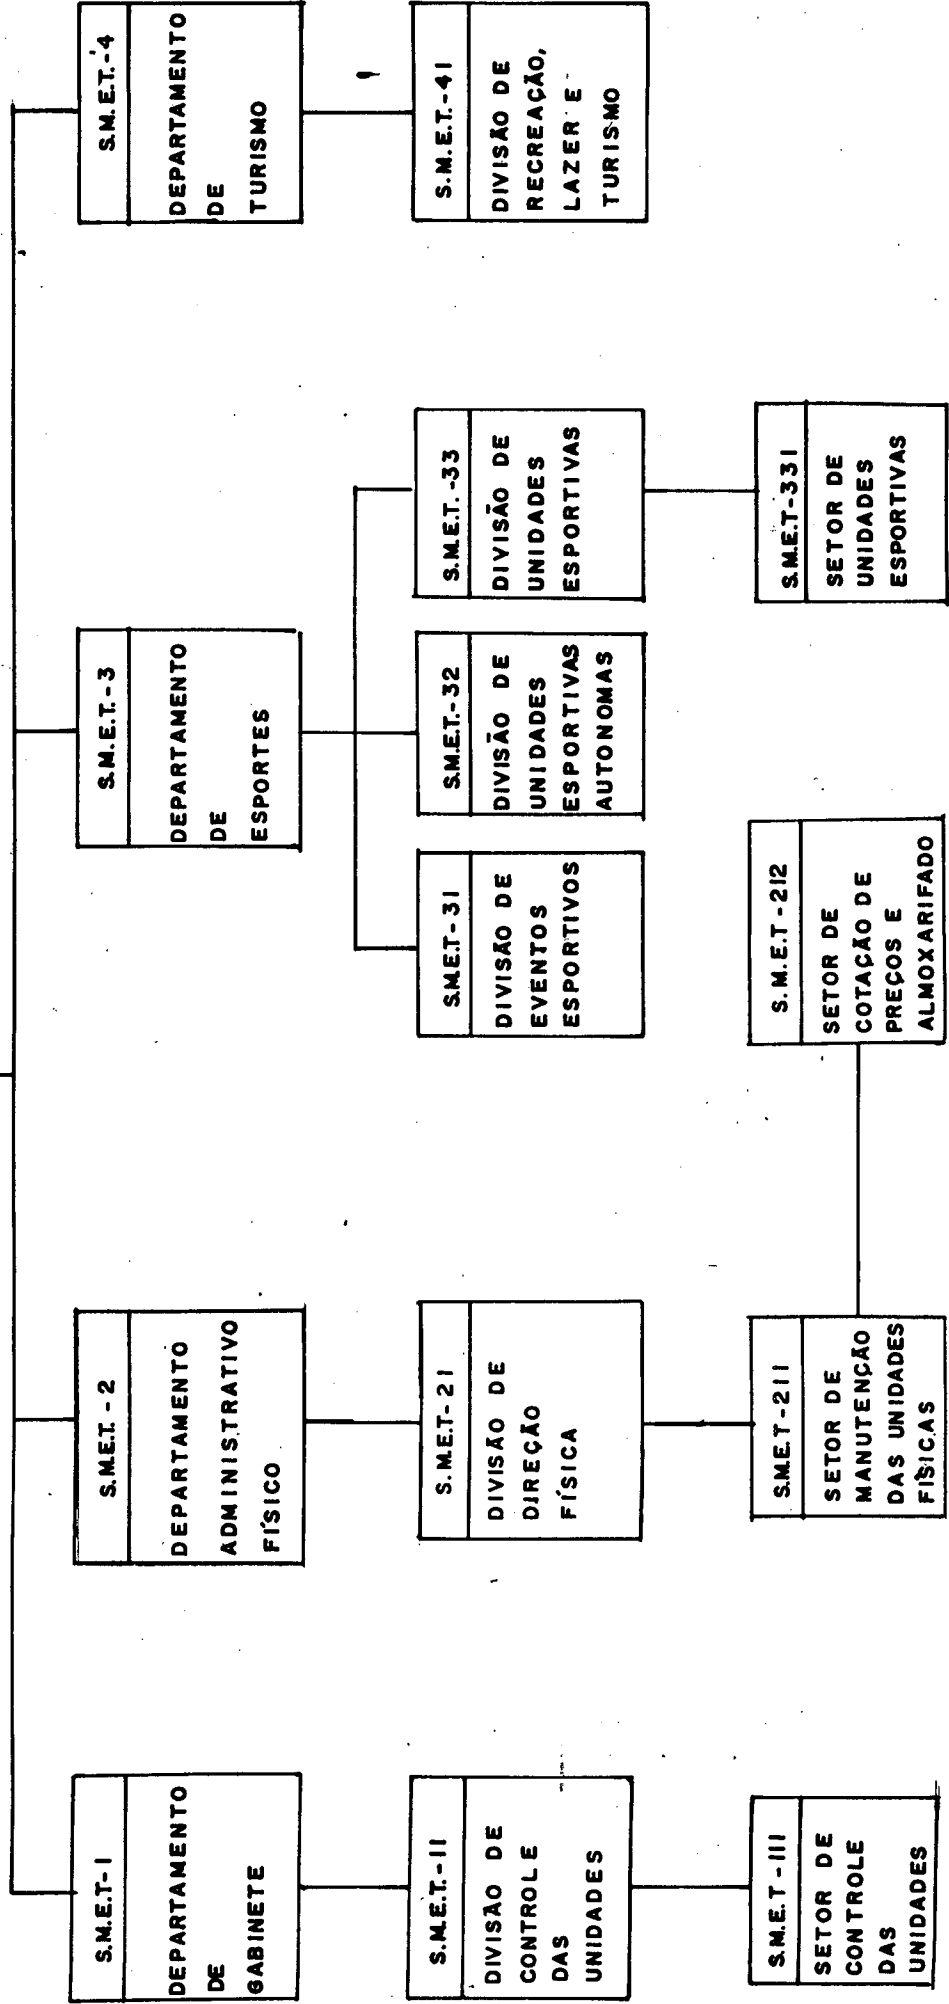 S.M.E.T-1
DEPARTAMENTO
DE
GABINETE
S.M.E.T.-2
DEPARTAMENTO
ADMINISTRATIVO
FÍSICO
S.M.E.T.-3
DEPARTAMENTO
DE
ESPORTES
S.M.E.T.-4
DEPARTAMENTO
DE
TURISMO
S.M.E.T.-11
DIVISÃO DE
CONTROLE
DAS
UNIDADES
S.M.E.T-21
DIVISÃO DE
DIREÇÃO
FÍSICA
S.M.E.T-31
DIVISÃO DE
EVENTOS
ESPORTIVOS
S.M.E.T.-32
DIVISÃO DE
UNIDADES
ESPORTIVAS
AUTONOMAS
S.M.E.T.-33
DIVISÃO DE
UNIDADES
ESPORTIVAS
S.M.E.T.-41
DIVISÃO DE
RECREAÇÃO,
LAZER E
TURISMO
S.M.E.T-111
SETOR DE
CONTROLE
DAS
UNIDADES
S.M.E.T-211
SETOR DE
MANUTENÇÃO
DAS UNIDADES
FÍSICAS
S.M.E.T-212
SETOR DE
COTAÇÃO DE
PREÇOS E
ALMOXARIFADO
S.M.E.T-331
SETOR DE
UNIDADES
ESPORTIVAS